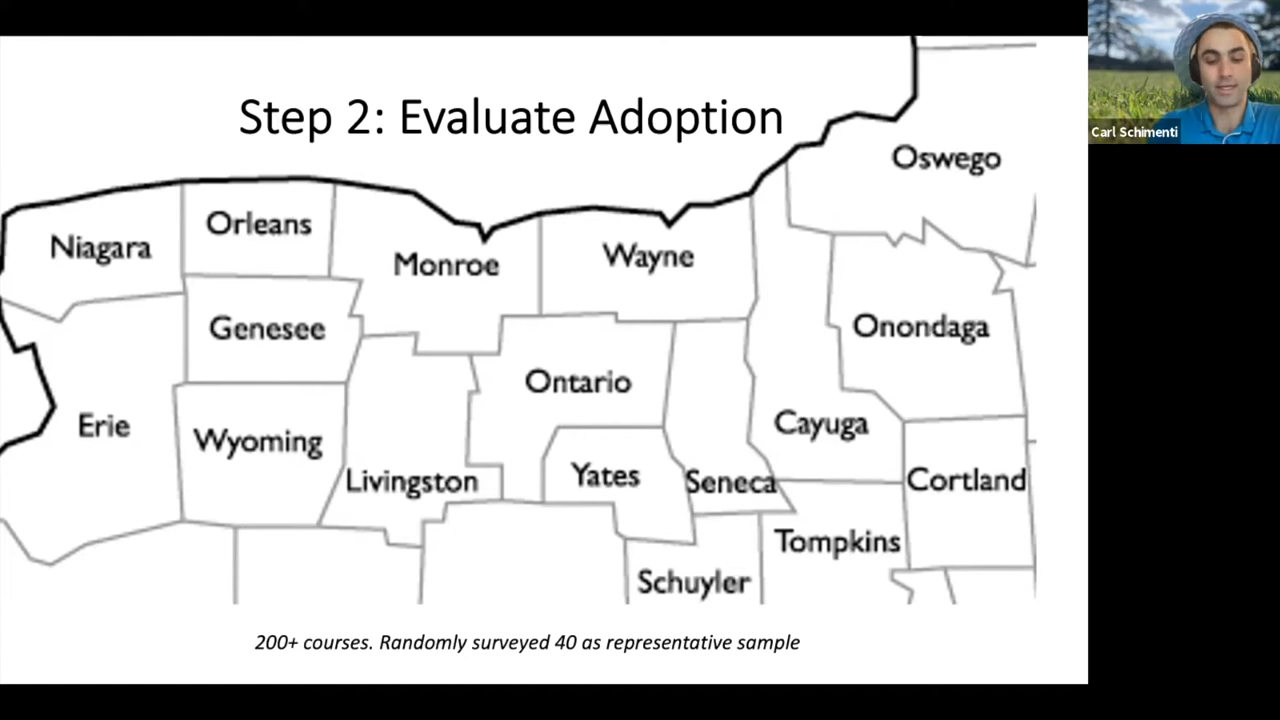 Step 2: Evaluate Adoption
Carl Schimenti
Oswego
Niagara
Orleans
Monroe
Wayne
Genesee
Onondaga
Ontario
Erie
Wyoming
Livingston
Yates
Seneca
Cayuga
Cortland
Tompkins
Schuyler
200+ courses. Randomly surveyed 40 as representative sample